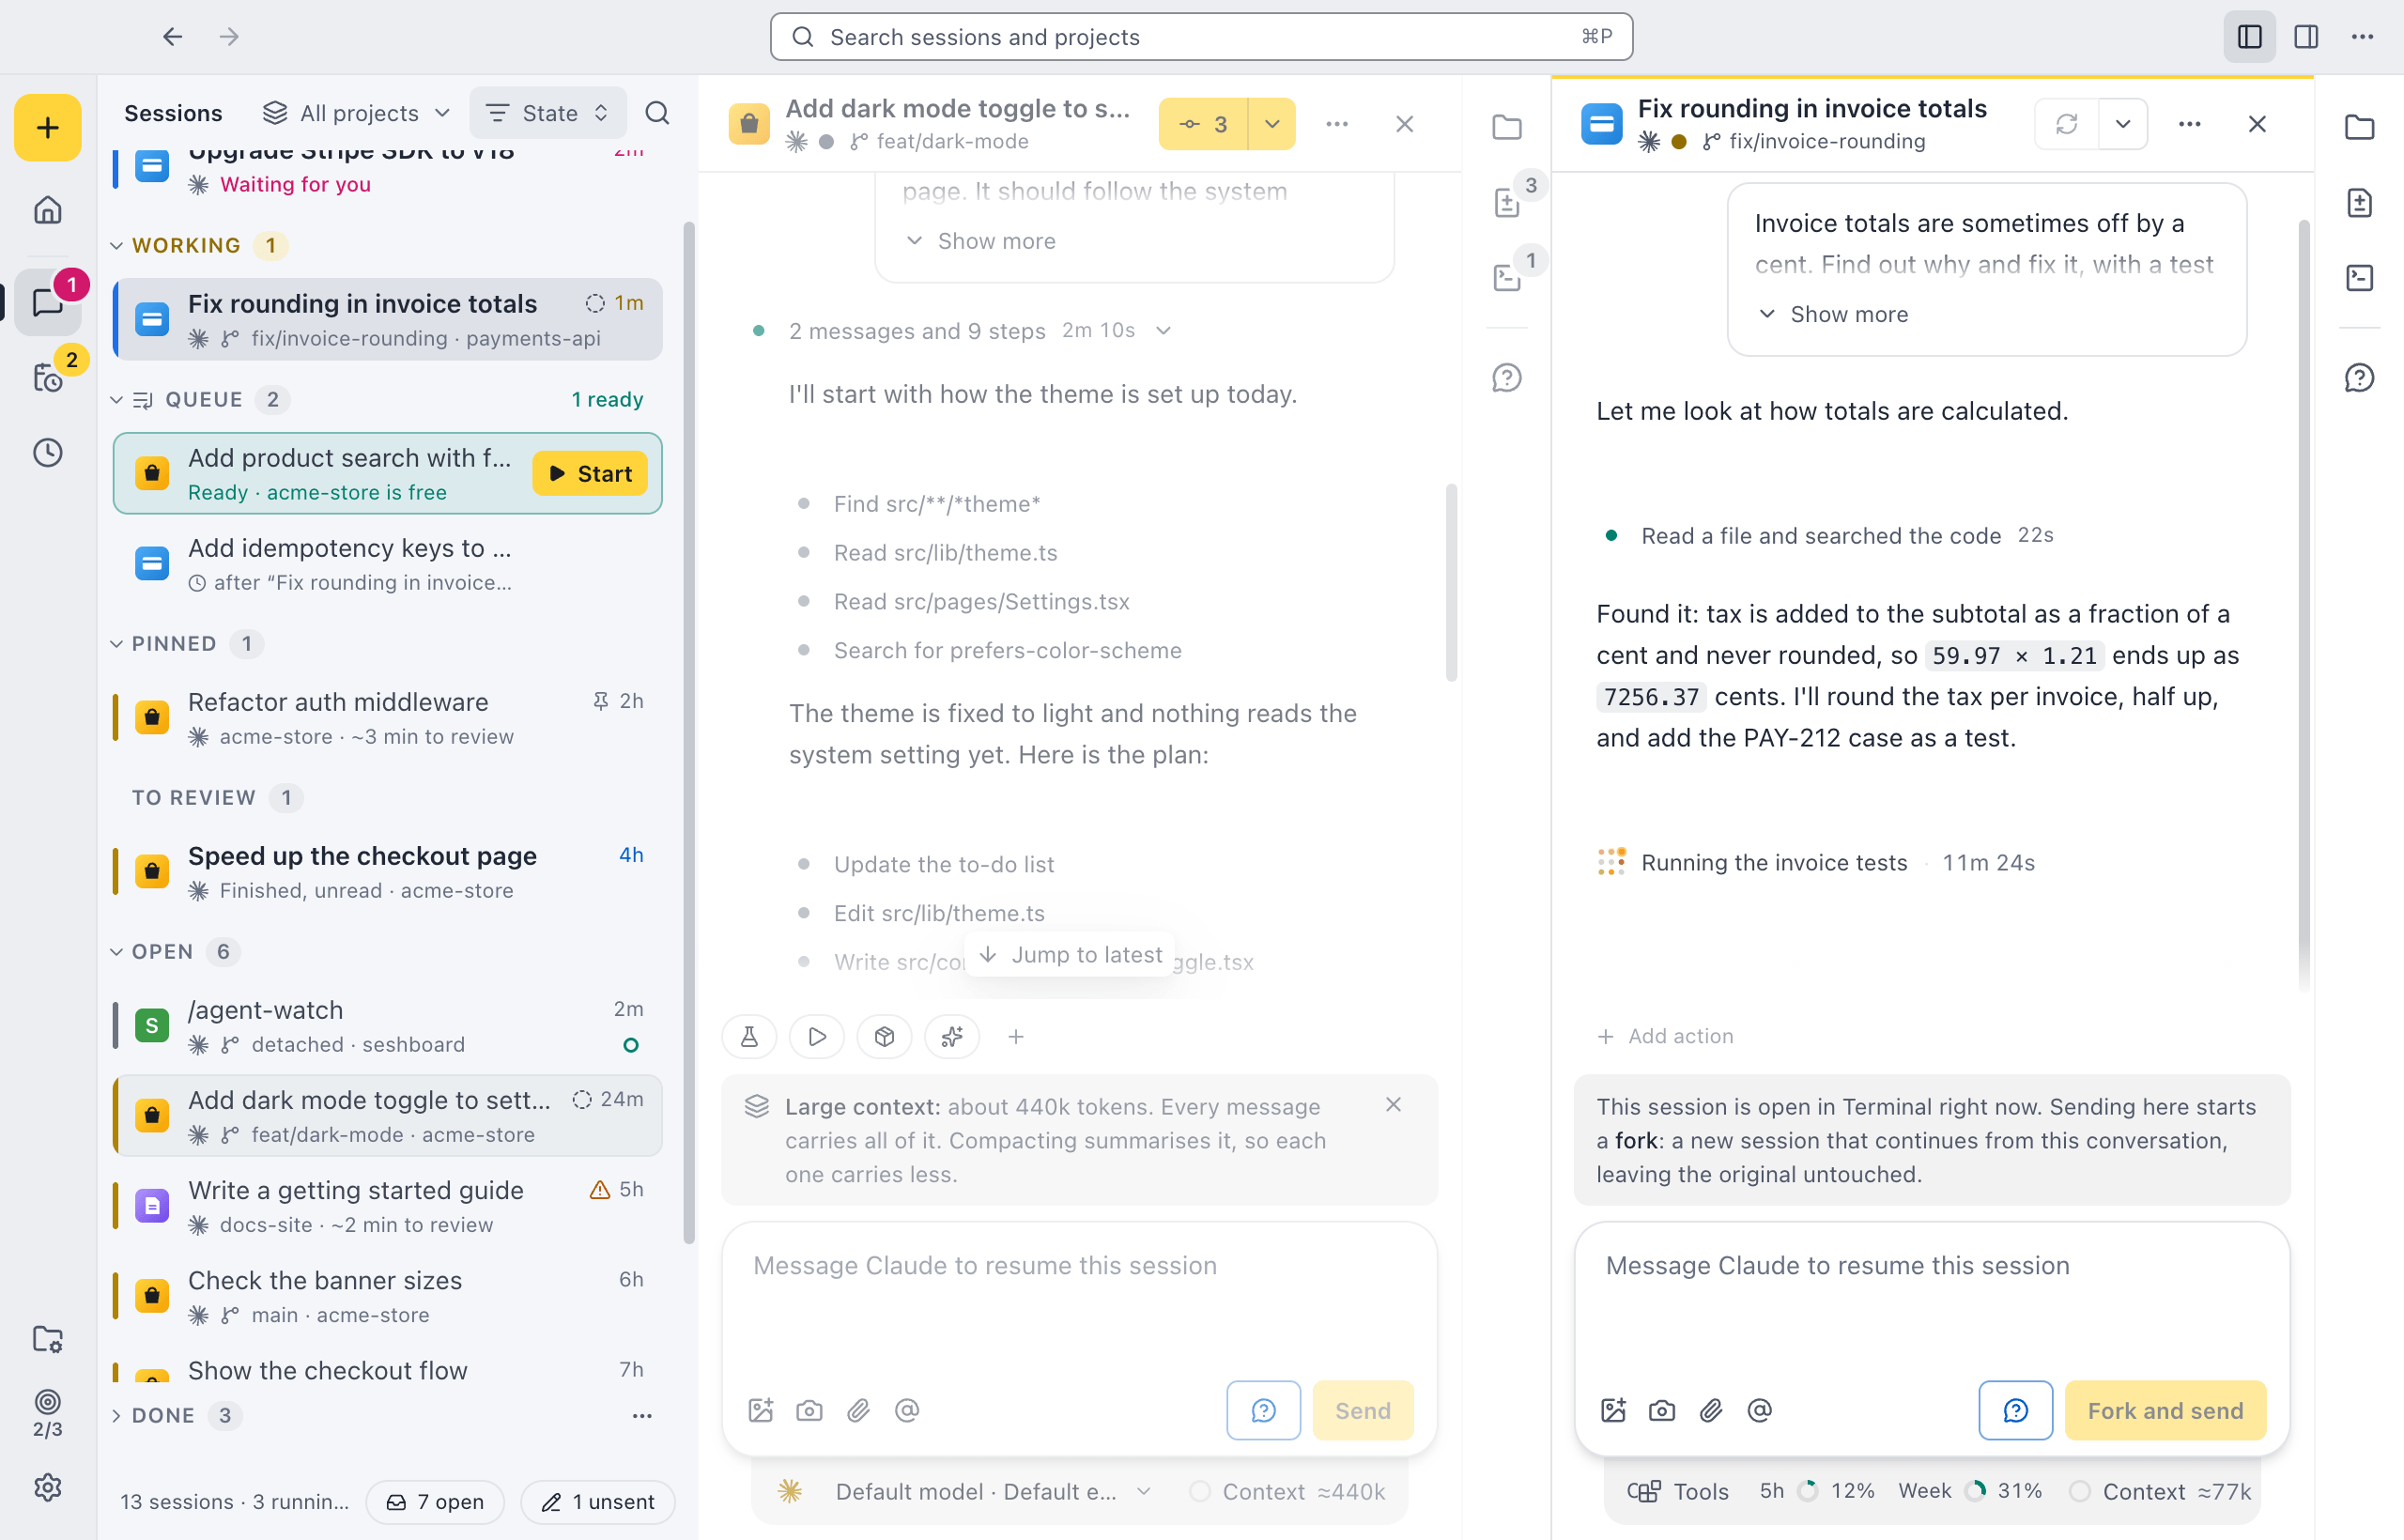 Search sessions and projects
⌘P
Sessions
All projects
State
Upgrade Stripe SDK to v18
2m
Waiting for you
WORKING 1
Fix rounding in invoice totals
1m
fix/invoice-rounding · payments-api
QUEUE 2
1 ready
Add product search with f...
Ready · acme-store is free
Start
Add idempotency keys to ...
after “Fix rounding in invoice...
PINNED 1
Refactor auth middleware
2h
acme-store · ~3 min to review
TO REVIEW 1
Speed up the checkout page
4h
Finished, unread · acme-store
OPEN 6
S
/agent-watch
2m
detached · seshboard
Add dark mode toggle to sett...
24m
feat/dark-mode · acme-store
Write a getting started guide
5h
docs-site · ~2 min to review
Check the banner sizes
6h
main · acme-store
Show the checkout flow
7h
DONE 3
13 sessions · 3 runnin...
7 open
1 unsent
1
2
2/3
Add dark mode toggle to s...
feat/dark-mode
3
page. It should follow the system
Show more
2 messages and 9 steps 2m 10s
I'll start with how the theme is set up today.
Find src/**/*theme*
Read src/lib/theme.ts
Read src/pages/Settings.tsx
Search for prefers-color-scheme
The theme is fixed to light and nothing reads the
system setting yet. Here is the plan:
Update the to-do list
Edit src/lib/theme.ts
Write src/co
ggle.tsx
Jump to latest
Large context: about 440k tokens. Every message
carries all of it. Compacting summarises it, so each
one carries less.
Message Claude to resume this session
Send
Default model · Default e...
Context ≈440k
3
1
Fix rounding in invoice totals
fix/invoice-rounding
Invoice totals are sometimes off by a
cent. Find out why and fix it, with a test
Show more
Let me look at how totals are calculated.
Read a file and searched the code 22s
Found it: tax is added to the subtotal as a fraction of a
cent and never rounded, so 59.97 × 1.21 ends up as
7256.37 cents. I'll round the tax per invoice, half up,
and add the PAY-212 case as a test.
Running the invoice tests · 11m 24s
Add action
This session is open in Terminal right now. Sending here starts
a fork: a new session that continues from this conversation,
leaving the original untouched.
Message Claude to resume this session
Fork and send
Tools
5h 12%
Week 31%
Context ≈77k